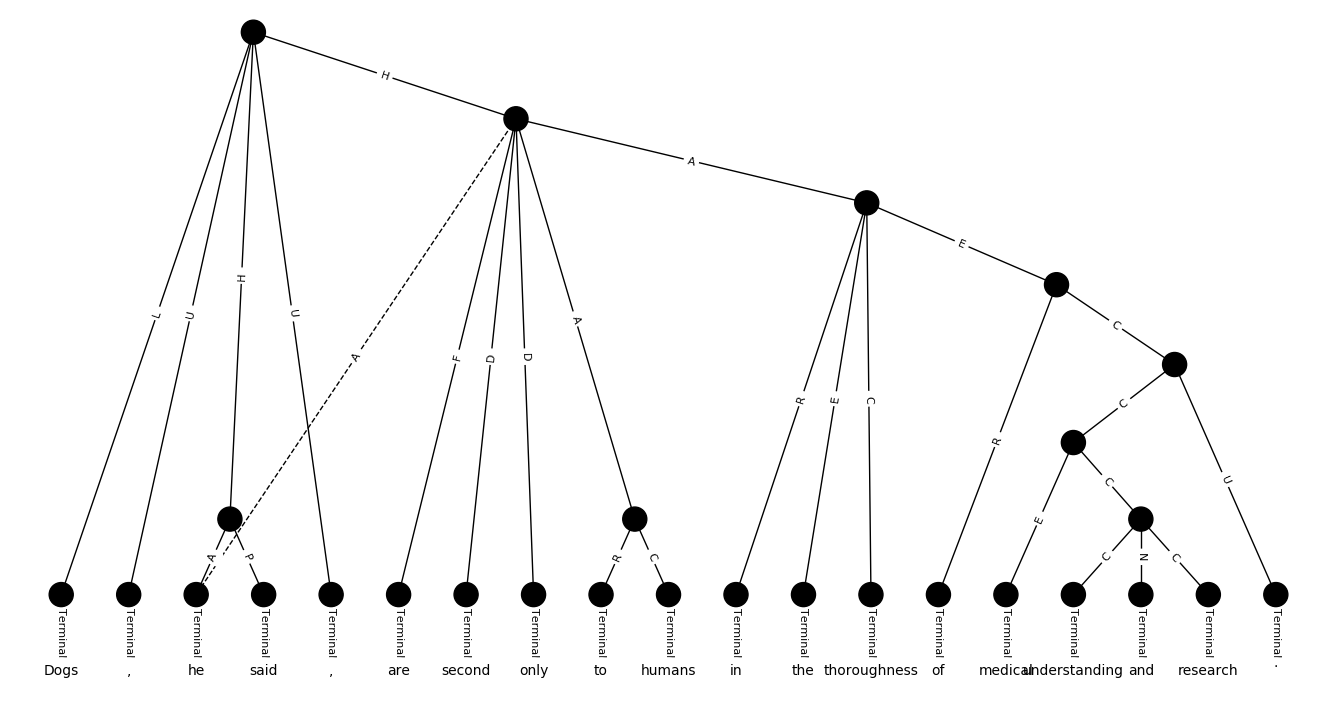 H
A
E
C
L
U
H
U
A
F
D
D
A
R
E
C
R
C
U
E
C
A
P
R
C
C
N
C
Terminal Terminal Terminal Terminal Terminal Terminal Terminal Terminal Terminal Terminal Terminal Terminal Terminal Terminal Terminal Terminal Terminal Terminal Terminal
Dogs , he said , are second only to humans in the thoroughness of medical understanding and research .